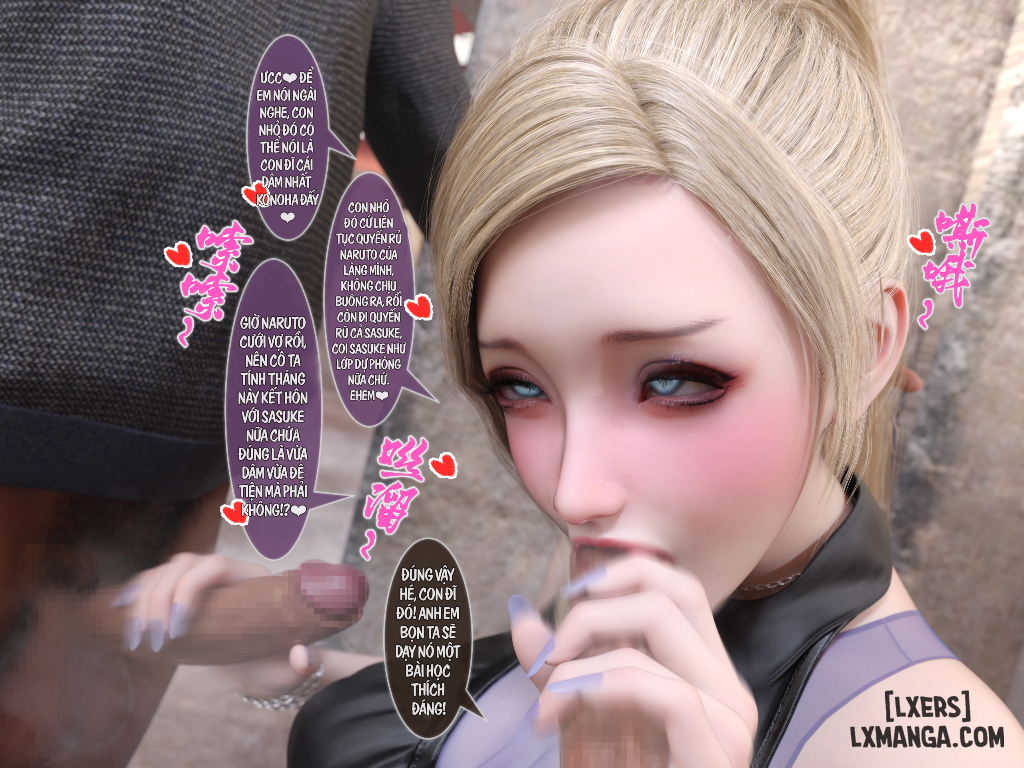 ƯCC❤ ĐỂ
EM NÓI NGÀI
NGHE, CON
NHỎ ĐÓ CÓ
THỂ NÓI LÀ
CON ĐĨ CÁI
DÂM NHẤT
KONOHA ĐẤY
❤
CON NHỎ
ĐÓ CỨ LIÊN
TỤC QUYẾN RŨ
NARUTO CỦA
LÀNG MÌNH,
KHÔNG CHỊU
BUÔNG RA, RỒI
CÒN ĐI QUYẾN
RŨ CẢ SASUKE,
COI SASUKE NHƯ
LỐP DỰ PHÒNG
NỮA CHỨ.
EHEM❤
GIỜ NARUTO
CƯỚI VỢ RỒI,
NÊN CÔ TA
TÍNH THÁNG
NÀY KẾT HÔN
VỚI SASUKE
NỮA CHỨA
ĐÚNG LÀ VỪA
DÂM VỪA ĐÊ
TIỆN MÀ PHẢI
KHÔNG!?❤
ĐÚNG VẬY
HẾ, CON ĐĨ
ĐÓ! ANH EM
BỌN TA SẼ
DẠY NÓ MỘT
BÀI HỌC
THÍCH
ĐÁNG!
嗦
嗦~
嘶
哦~
丝
溜~
[LXERS]
LXMANGA.COM